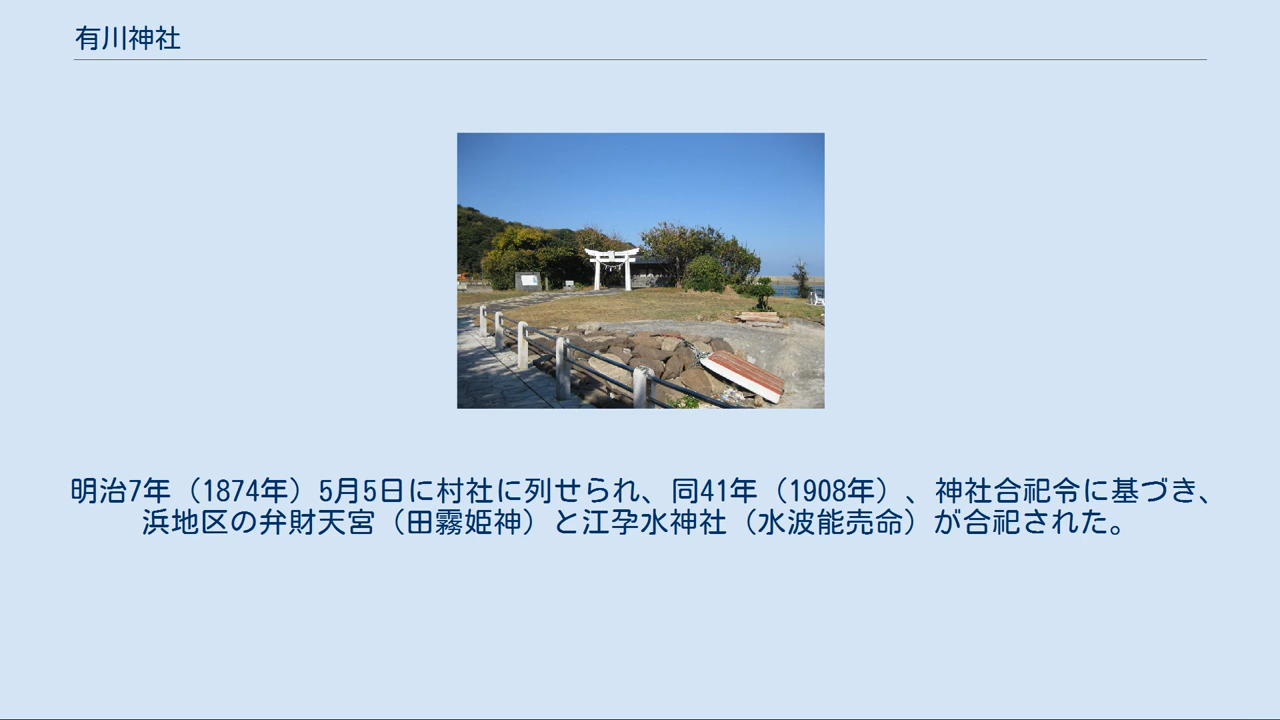 有川神社
明治7年（1874年）5月5日に村社に列せられ、同41年（1908年）、神社合祀令に基づき、
浜地区の弁財天宮（田霧姫神）と江孕水神社（水波能売命）が合祀された。